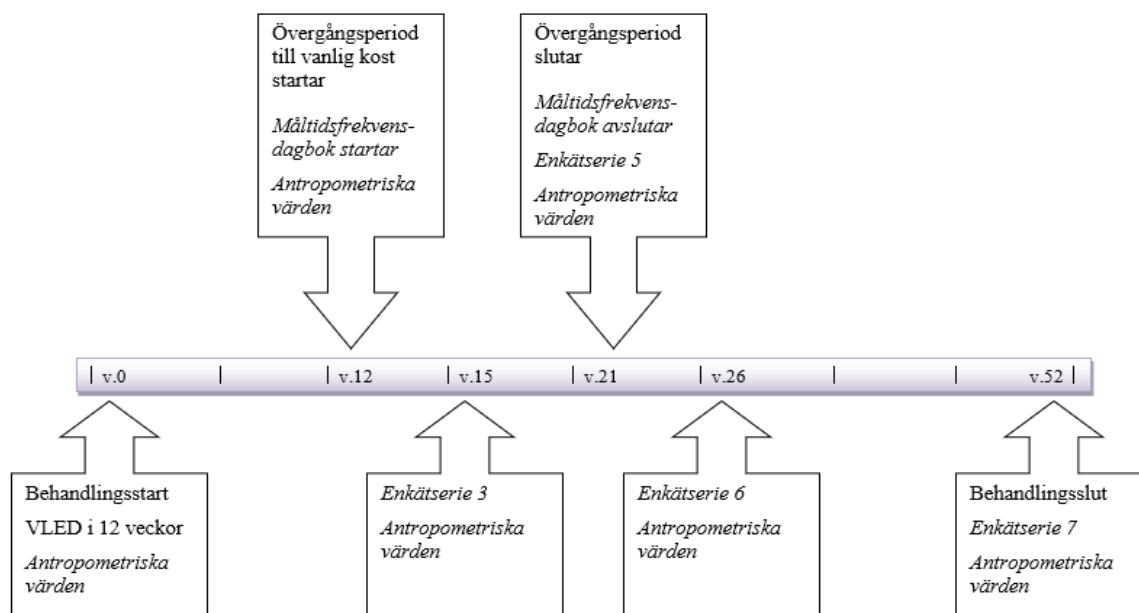 Övergångsperiod
till vanlig kost
startar
Måltidsfrekvens-
dagbok startar
Antropometriska
värden
Övergångsperiod
slutar
Måltidsfrekvens-
dagbok avslutar
Enkätserie 5
Antropometriska
värden
| v.0 | | v.12 | v.15 | v.21 | v.26 | | v.52 |
Behandlingsstart
VLED i 12 veckor
Antropometriska
värden
Enkätserie 3
Antropometriska
värden
Enkätserie 6
Antropometriska
värden
Behandlingsslut
Enkätserie 7
Antropometriska
värden